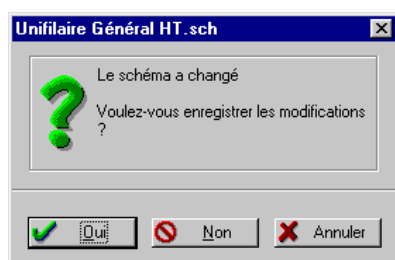 Unifilaire Général HT.sch
Le schéma a changé
Voulez-vous enregistrer les modifications
?
Oui
Non
Annuler